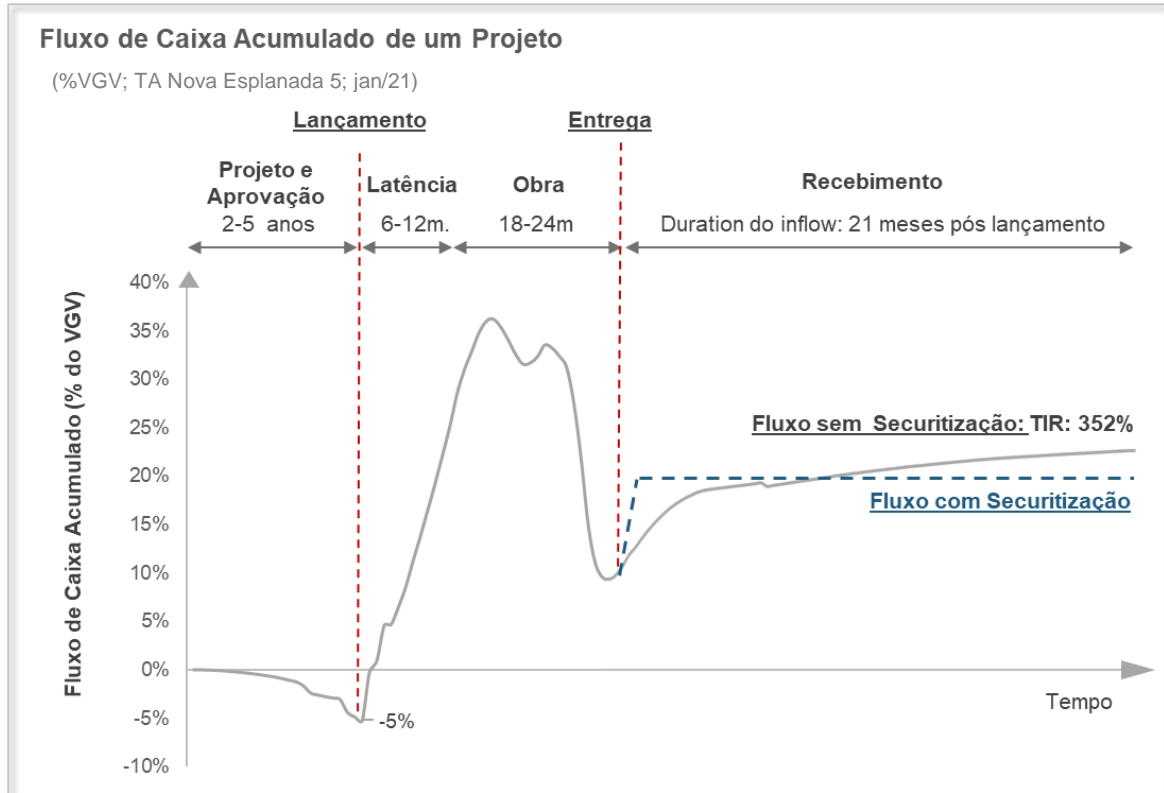 Fluxo de Caixa Acumulado de um Projeto
(%VGV; TA Nova Esplanada 5; jan/21)
Lançamento
Entrega
Projeto e
Aprovação
2-5 anos
Latência
6-12m.
Obra
18-24m
Recebimento
Duration do inflow: 21 meses pós lançamento
Fluxo de Caixa Acumulado (% do VGV)
40%
35%
30%
25%
20%
15%
10%
5%
0%
-5%
-10%
-5%
Fluxo sem Securitização: TIR: 352%
Fluxo com Securitização
Tempo